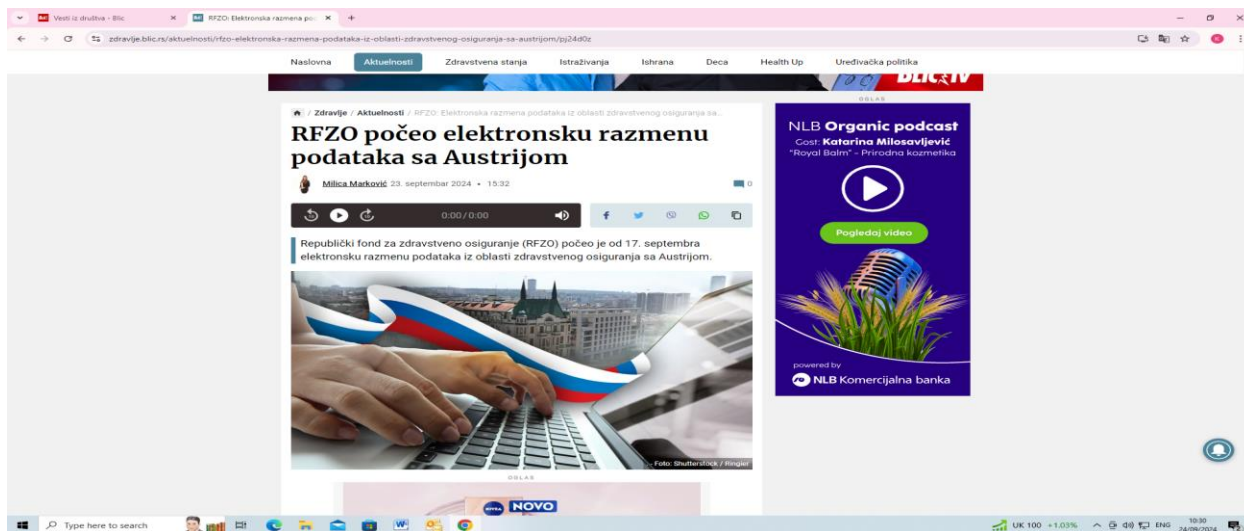 Vesti iz društva - Blic
RFZO: Elektronska razmena po
zdravlje.blic.rs/aktuelnosti/rfzo-elektronska-razmena-podataka-iz-oblasti-zdravstvenog-osiguranja-sa-austrijom/pj24d0z
Naslovna Aktuelnosti Zdravstvena stanja Istraživanja Ishrana Deca Health Up Uređivačka politika
BLIC TV
OGLAS
/ Zdravlje / Aktuelnosti / RFZO: Elektronska razmena podataka iz oblasti zdravstvenog osiguranja sa...
RFZO počeo elektronsku razmenu
podataka sa Austrijom
Milica Marković 23. septembar 2024 • 15:32
0
0:00 / 0:00
Republički fond za zdravstveno osiguranje (RFZO) počeo je od 17. septembra
elektronsku razmenu podataka iz oblasti zdravstvenog osiguranja sa Austrijom.
Foto: Shutterstock / Ringier
NLB Organic podcast
Gost: Katarina Milosavljević
"Royal Balm" - Prirodna kozmetika
Pogledaj video
powered by
NLB Komercijalna banka
OGLAS
NIVEA NOVO
Type here to search
UK 100 +1.03%
ENG
10:30
24/09/2024